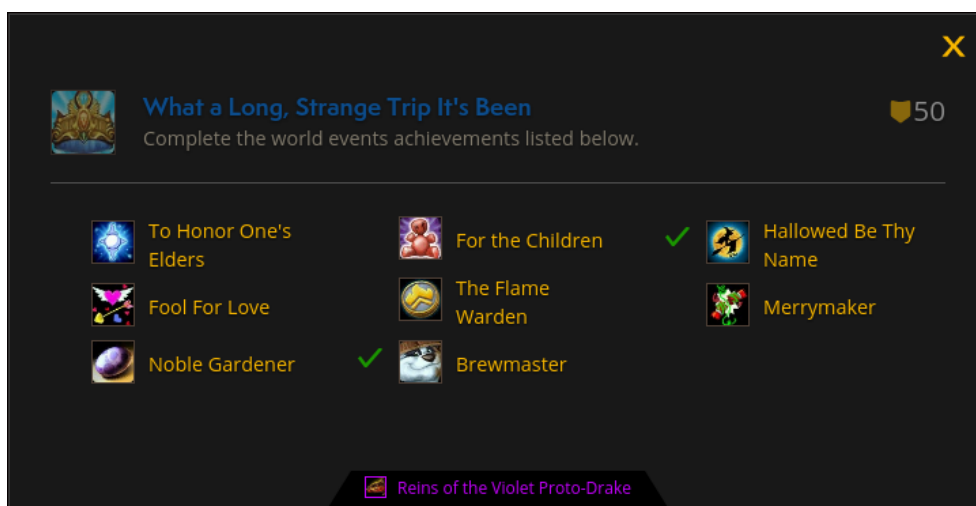 What a Long, Strange Trip It's Been
50
Complete the world events achievements listed below.
To Honor One's
Elders
Fool For Love
Noble Gardener
For the Children
The Flame
Warden
Brewmaster
Hallowed Be Thy
Name
Merrymaker
Reins of the Violet Proto-Drake